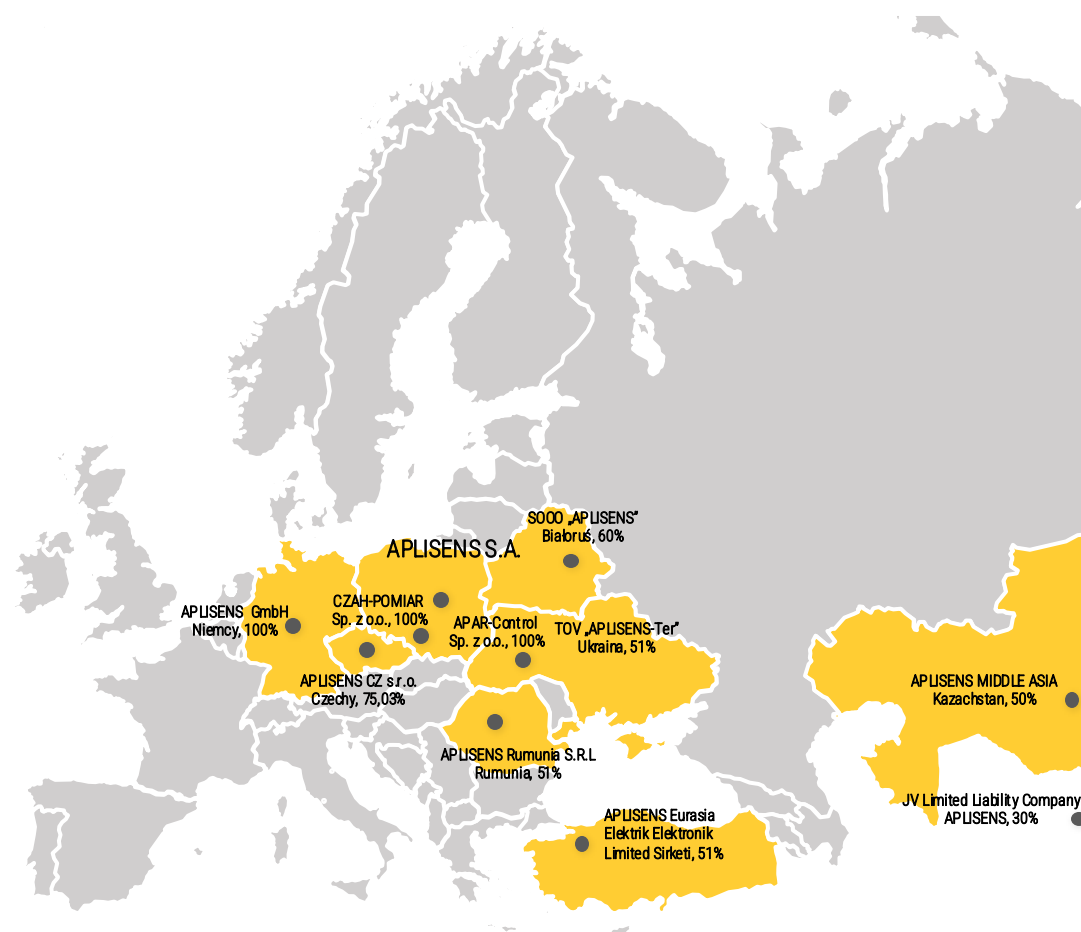 SOOO „APLISENS”
Białoruś, 60%
APLISENS S.A.
APLISENS GmbH
Niemcy, 100%
CZAH-POMIAR
Sp. z o.o., 100%
APAR-Control
Sp. z o.o., 100%
TOV „APLISENS-Ter”
Ukraina, 51%
APLISENS CZ s.r.o.
Czechy, 75,03%
APLISENS MIDDLE ASIA
Kazachstan, 50%
APLISENS Rumunia S.R.L
Rumunia, 51%
JV Limited Liability Company
APLISENS, 30%
APLISENS Eurasia
Elektrik Elektronik
Limited Sirketi, 51%